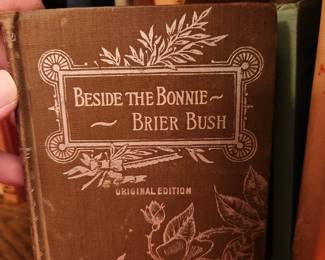 BESIDE THE BONNIE ~
~ BRIER BUSH
ORIGINAL EDITION